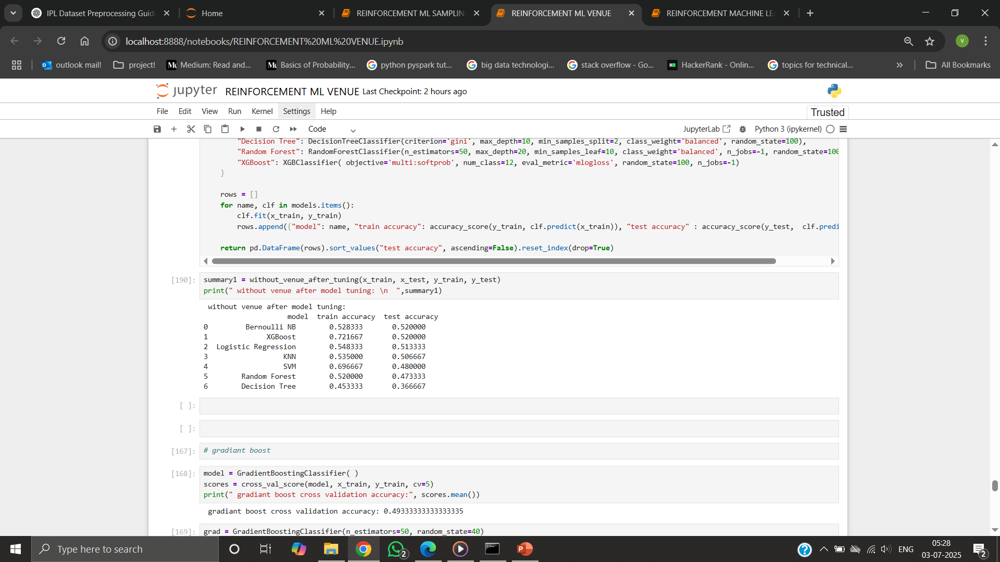 IPL Dataset Preprocessing Guid
Home
REINFORCEMENT ML SAMPLIN
REINFORCEMENT ML VENUE
REINFORCEMENT MACHINE LE
localhost:8888/notebooks/REINFORCEMENT%20ML%20VENUE.ipynb
V
outlook mail!
project!
Medium: Read and...
Basics of Probability...
python pyspark tut...
big data technologi...
stack overflow - Go...
HackerRank - Onlin...
topics for technical...
All Bookmarks
jupyter REINFORCEMENT ML VENUE Last Checkpoint: 2 hours ago
File Edit View Run Kernel Settings Help
Trusted
Code
JupyterLab
Python 3 (ipykernel)
"Decision Tree": DecisionTreeClassifier(criterion='gini', max_depth=10, min_samples_split=2, class_weight='balanced', random_state=100),
"Random Forest": RandomForestClassifier(n_estimators=50, max_depth=20, min_samples_leaf=10, class_weight='balanced', n_jobs=-1, random_state=100
"XGBoost": XGBClassifier( objective='multi:softprob', num_class=12, eval_metric='mlogloss', random_state=100, n_jobs=-1)
}
rows = []
for name, clf in models.items():
clf.fit(x_train, y_train)
rows.append({"model": name, "train accuracy": accuracy_score(y_train, clf.predict(x_train)), "test accuracy" : accuracy_score(y_test,  clf.predi
return pd.DataFrame(rows).sort_values("test accuracy", ascending=False).reset_index(drop=True)
[190]: summary1 = without_venue_after_tuning(x_train, x_test, y_train, y_test)
print(" without venue after model tuning: \n  ",summary1)
without venue after model tuning:
model train accuracy test accuracy
0 Bernoulli NB 0.528333 0.520000
1 XGBoost 0.721667 0.520000
2 Logistic Regression 0.548333 0.513333
3 KNN 0.535000 0.506667
4 SVM 0.696667 0.480000
5 Random Forest 0.520000 0.473333
6 Decision Tree 0.453333 0.366667
[ ]:
[ ]:
[167]: # gradiant boost
[168]: model = GradientBoostingClassifier( )
scores = cross_val_score(model, x_train, y_train, cv=5)
print(" gradiant boost cross validation accuracy:", scores.mean())
gradiant boost cross validation accuracy: 0.49333333333333335
[169]: grad = GradientBoostingClassifier(n_estimators=50, random_state=40)
Type here to search
2
ENG
05:28
03-07-2025
2